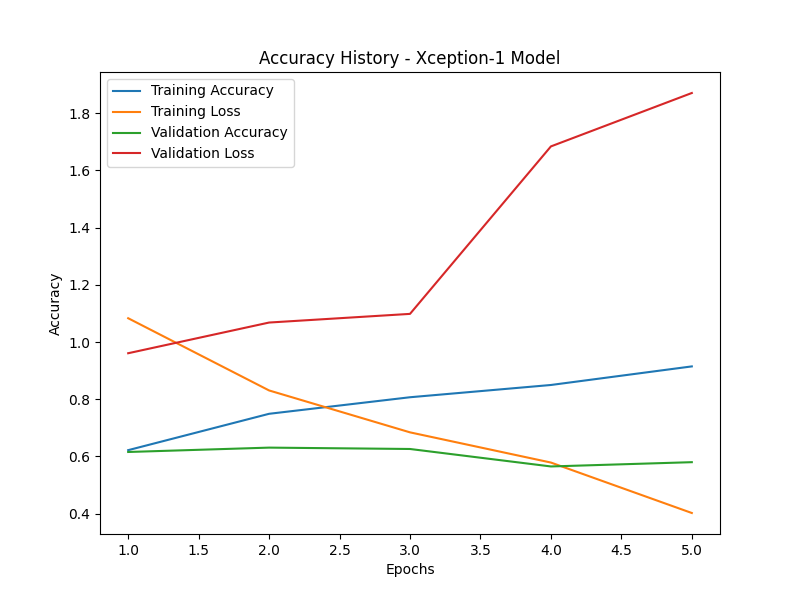 Accuracy History - Xception-1 Model
Training Accuracy
Training Loss
Validation Accuracy
Validation Loss
Accuracy
1.8
1.6
1.4
1.2
1.0
0.8
0.6
0.4
1.0 1.5 2.0 2.5 3.0 3.5 4.0 4.5 5.0
Epochs